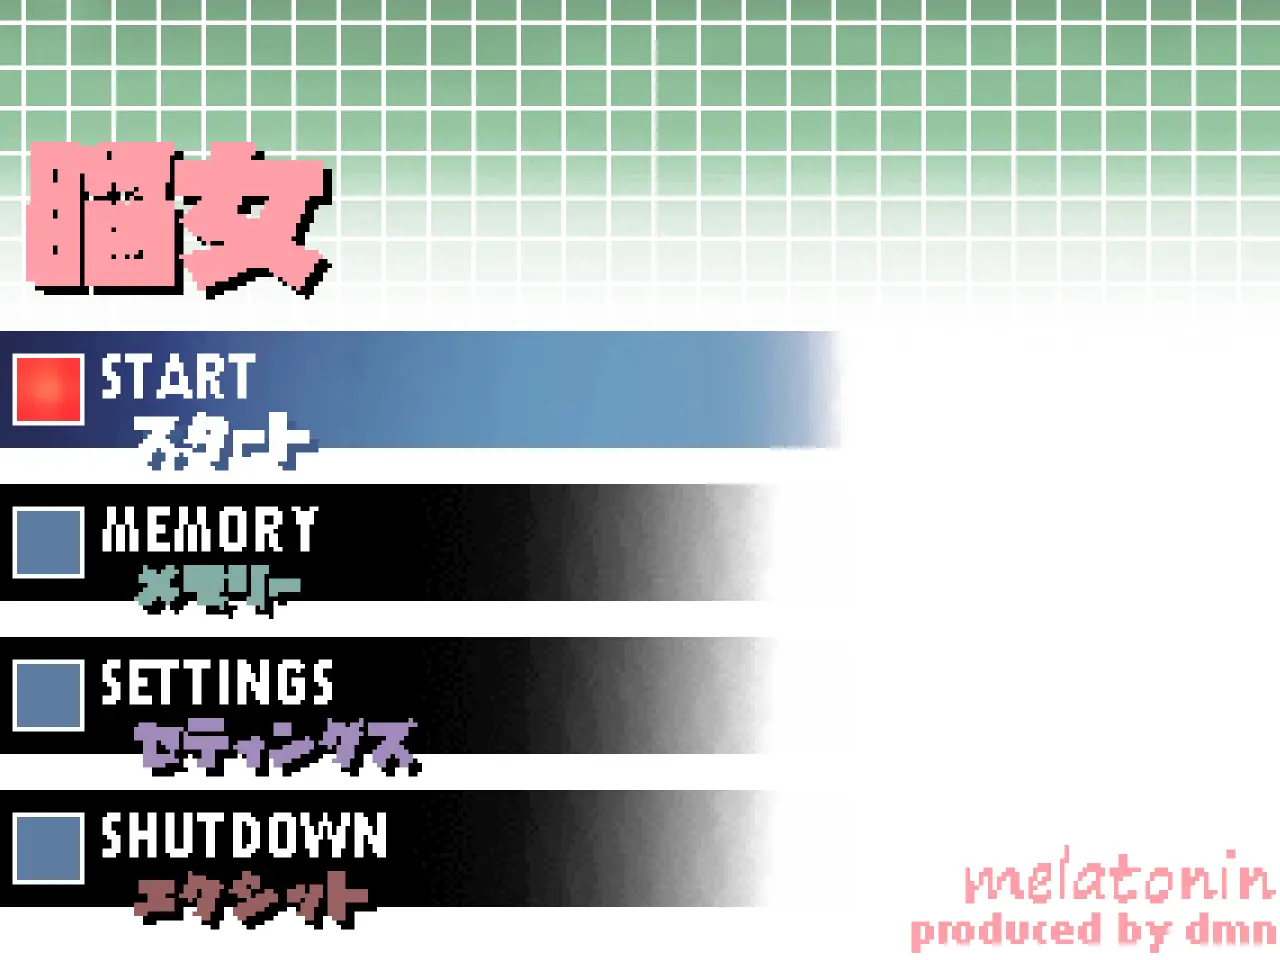 START
スタート
MEMORY
メモリー
SETTINGS
セティングス
SHUTDOWN
エクシット
melatonin
produced by dmn